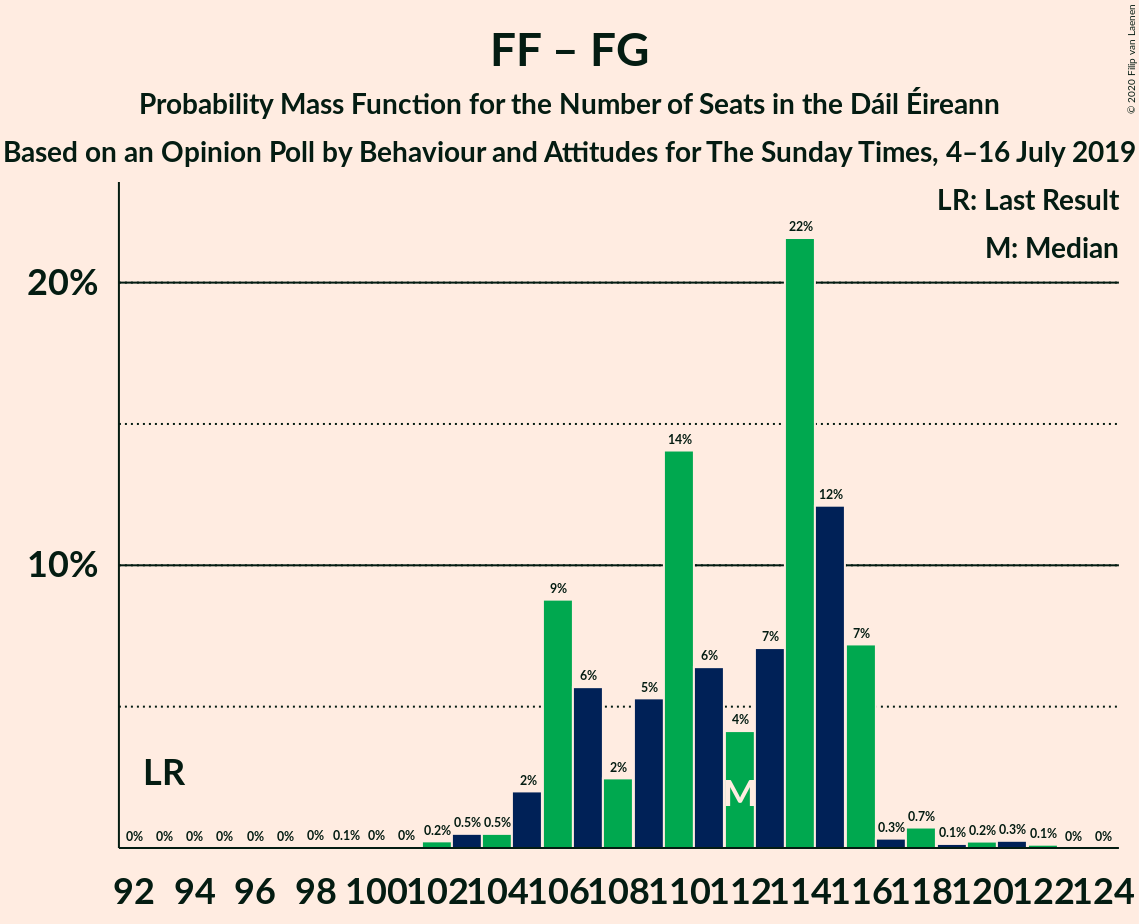 FF – FG
Probability Mass Function for the Number of Seats in the Dáil Éireann
Based on an Opinion Poll by Behaviour and Attitudes for The Sunday Times, 4–16 July 2019
© 2020 Filip van Laenen
LR: Last Result
M: Median
20%
10%
LR
M
0% 0% 0% 0% 0% 0% 0% 0.1% 0% 0% 0.2% 0.5% 0.5% 2% 9% 6% 2% 5% 14% 6% 4% 7% 22% 12% 7% 0.3% 0.7% 0.1% 0.2% 0.3% 0.1% 0% 0%
92 94 96 98 100 102 104 106 108 110 112 114 116 118 120 122 124